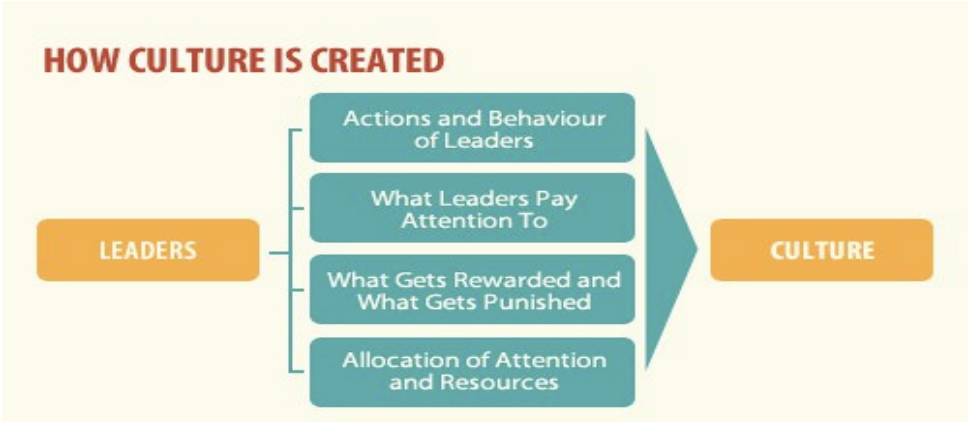 HOW CULTURE IS CREATED
LEADERS
Actions and Behaviour
of Leaders
What Leaders Pay
Attention To
What Gets Rewarded and
What Gets Punished
Allocation of Attention
and Resources
CULTURE